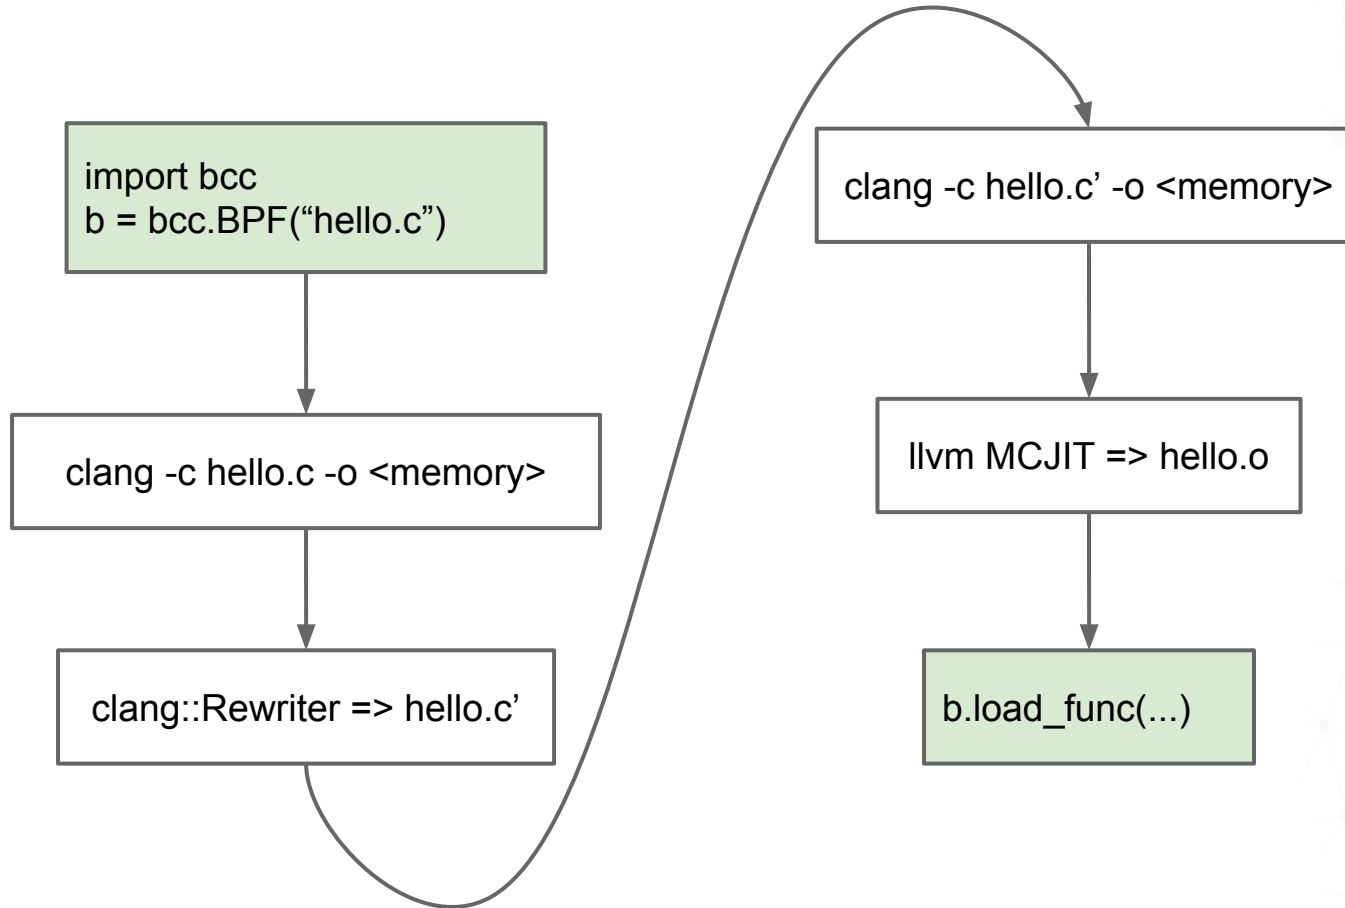 import bcc
b = bcc.BPF(“hello.c”)
clang -c hello.c -o <memory>
clang::Rewriter => hello.c’
clang -c hello.c’ -o <memory>
llvm MCJIT => hello.o
b.load_func(...)